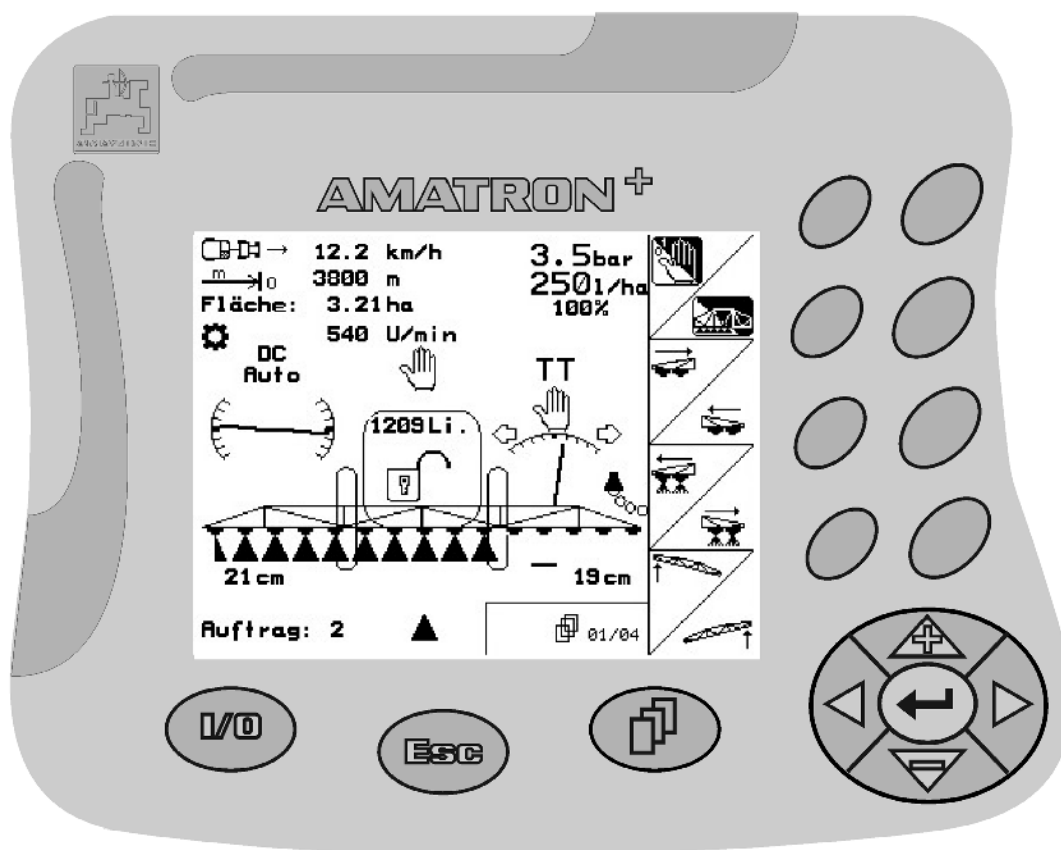 AMATRON+
12.2 km/h
3.5bar
m
3800 m
0
250l/ha
Fläche: 3.21ha
100%
540 U/min
DC
Auto
TT
1209Li.
21cm
19cm
Auftrag: 2
01/04
I/O
Esc